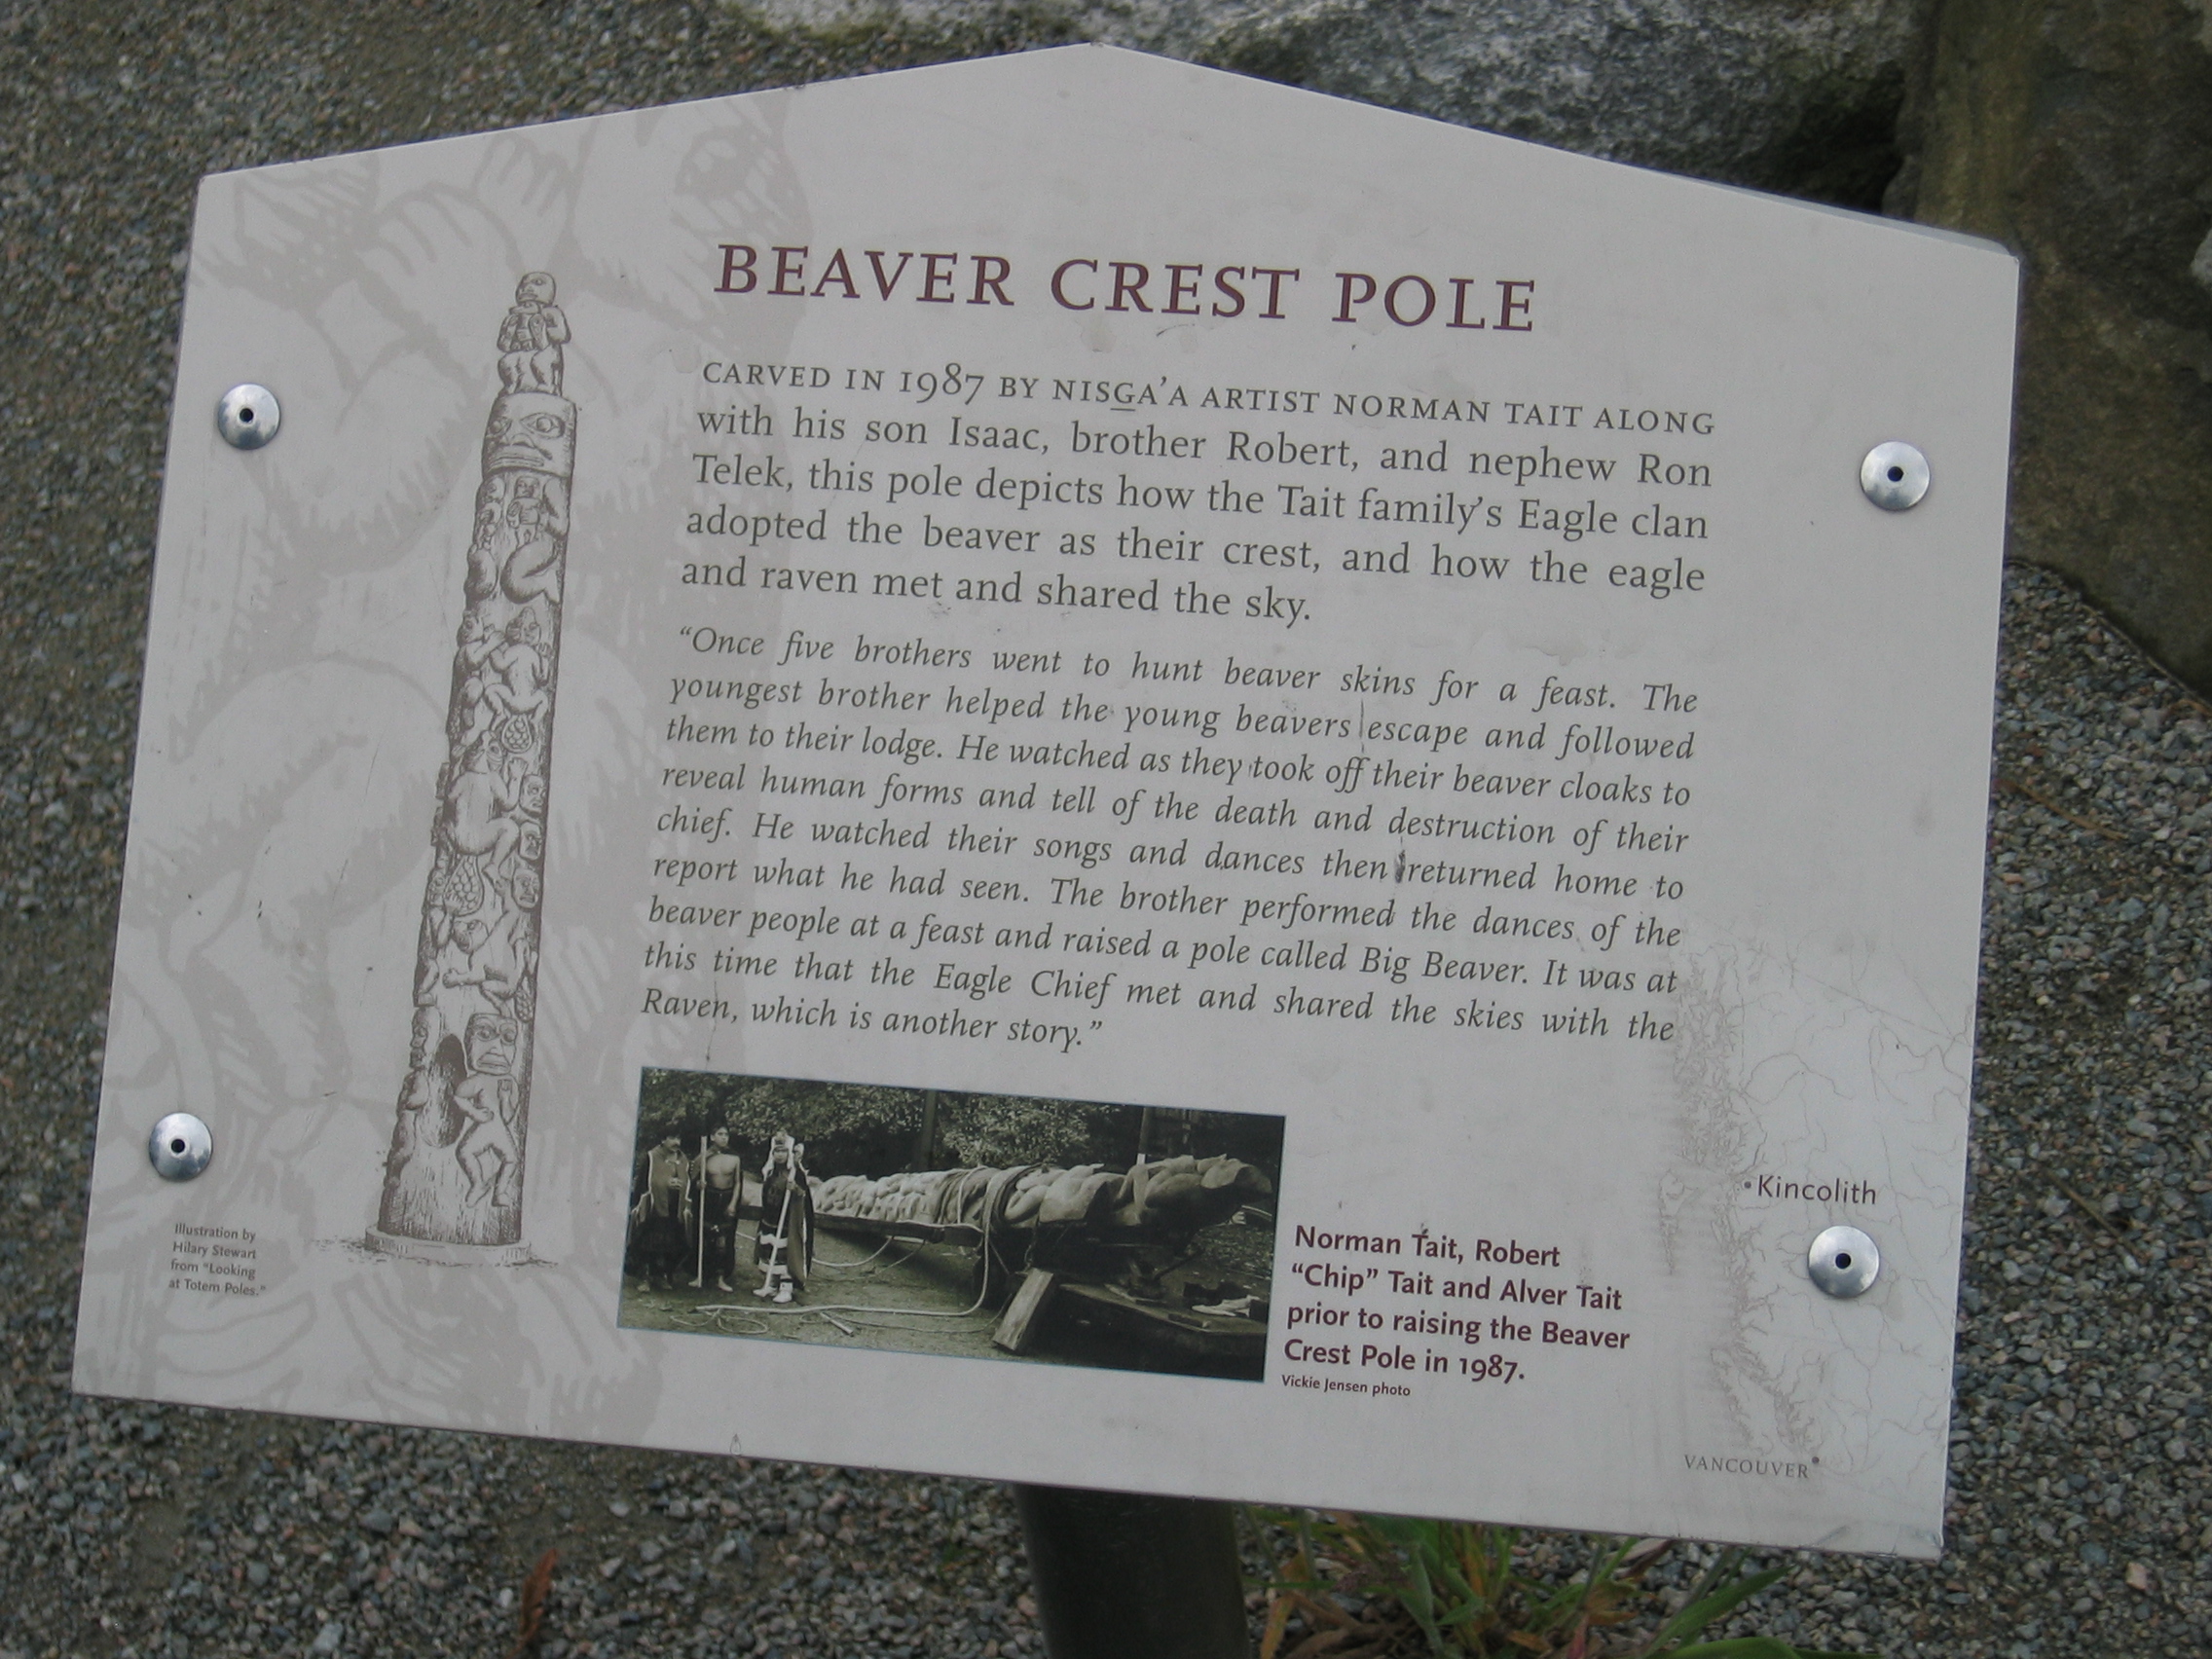 BEAVER CREST POLE
CARVED IN 1987 BY NISG̲A'A ARTIST NORMAN TAIT ALONG
with his son Isaac, brother Robert, and nephew Ron
Telek, this pole depicts how the Tait family's Eagle clan
adopted the beaver as their crest, and how the eagle
and raven met and shared the sky.
“Once five brothers went to hunt beaver skins for a feast. The
youngest brother helped the young beavers escape and followed
them to their lodge. He watched as they took off their beaver cloaks to
reveal human forms and tell of the death and destruction of their
chief. He watched their songs and dances then returned home to
report what he had seen. The brother performed the dances of the
beaver people at a feast and raised a pole called Big Beaver. It was at
this time that the Eagle Chief met and shared the skies with the
Raven, which is another story.”
Illustration by
Hilary Stewart
from “Looking
at Totem Poles.”
Norman Tait, Robert
“Chip” Tait and Alver Tait
prior to raising the Beaver
Crest Pole in 1987.
Vickie Jensen photo
Kincolith
VANCOUVER